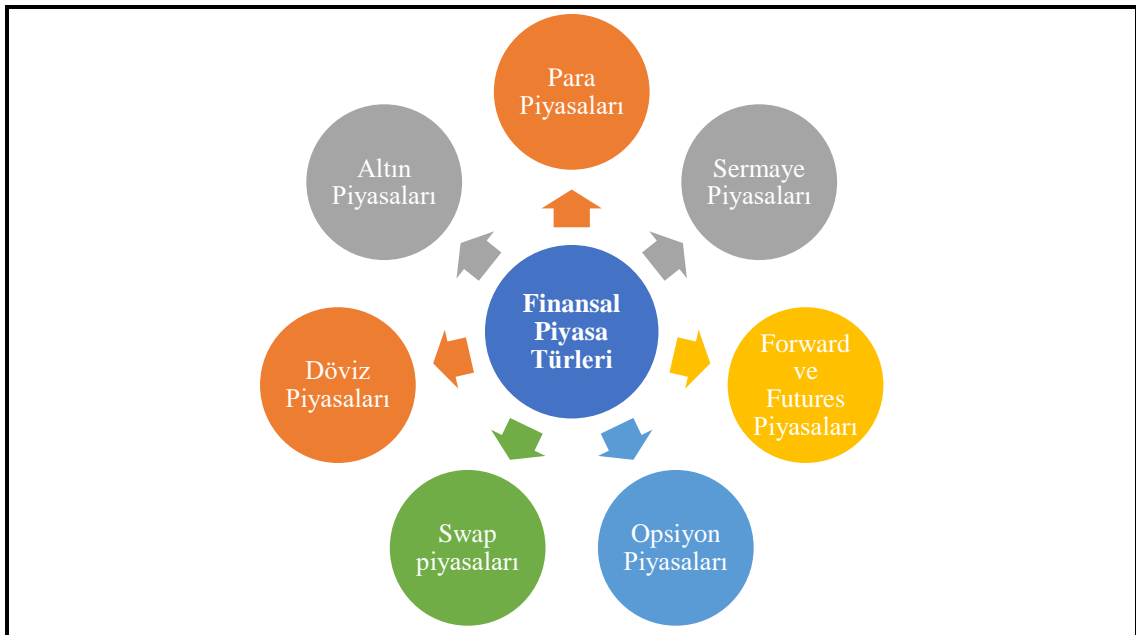 Para
Piyasaları
Sermaye
Piyasaları
Forward
ve
Futures
Piyasaları
Opsiyon
Piyasaları
Swap
piyasaları
Döviz
Piyasaları
Altın
Piyasaları
Finansal
Piyasa
Türleri